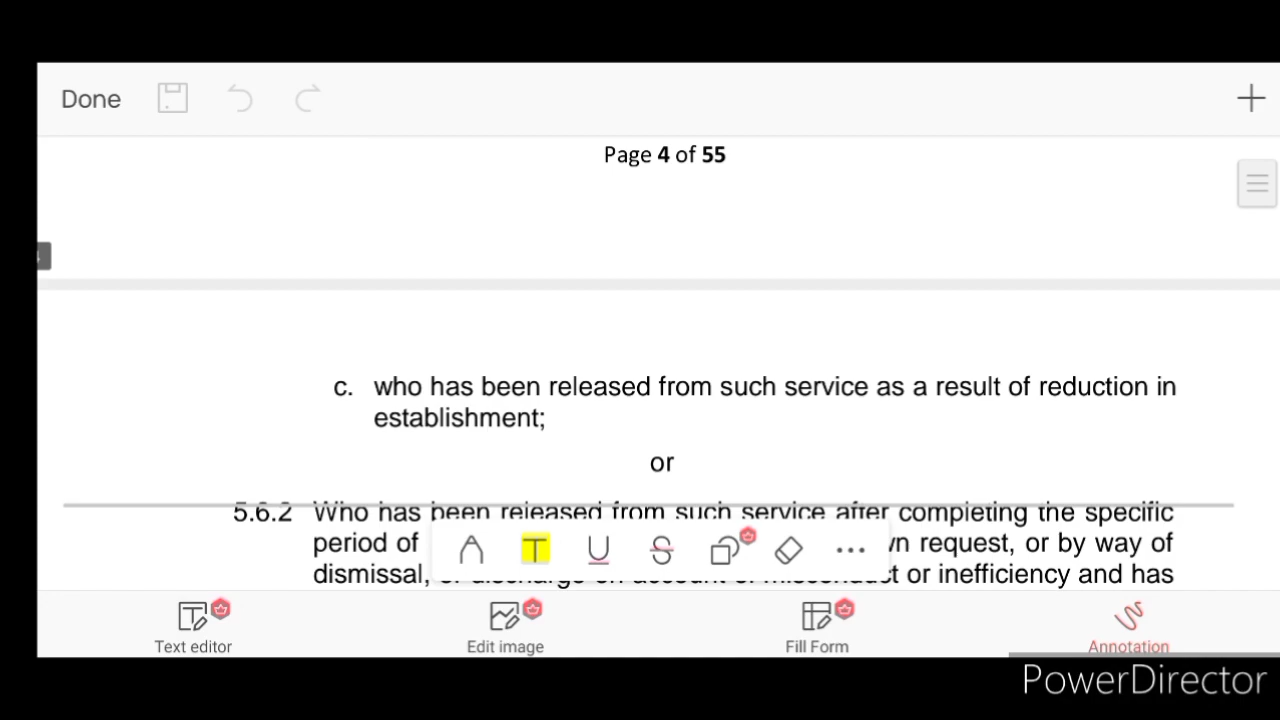 Done
Page 4 of 55
c. who has been released from such service as a result of reduction in
establishment;
or
5.6.2 Who has been released from such service after completing the specific
period of wn request, or by way of
dismissal, or inefficiency and has
Text editor
Edit image
Fill Form
Annotation
PowerDirector